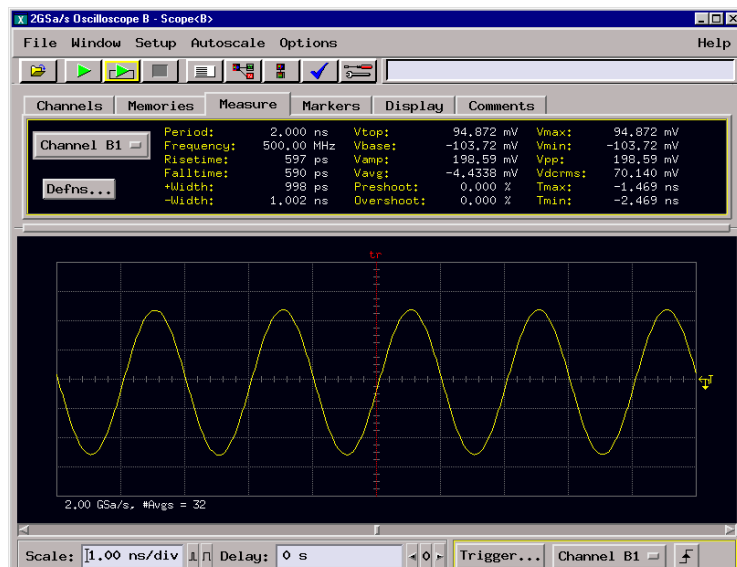 X 2GSa/s Oscilloscope B - Scope<B>
File Window Setup Autoscale Options Help
Channels Memories Measure Markers Display Comments
Channel B1
Defns...
Period: 2.000 ns Vtop: 94.872 mV Vmax: 94.872 mV
Frequency: 500.00 MHz Vbase: -103.72 mV Vmin: -103.72 mV
Risetime: 597 ps Vamp: 198.59 mV Vpp: 198.59 mV
Falltime: 590 ps Vavg: -4.4338 mV Vdcrms: 70.140 mV
+Width: 998 ps Preshoot: 0.000 % Tmax: -1.469 ns
-Width: 1.002 ns Overshoot: 0.000 % Tmin: -2.469 ns
tr
T
2.00 GSa/s, #Avgs = 32
Scale: 1.00 ns/div Delay: 0 s 0 Trigger... Channel B1